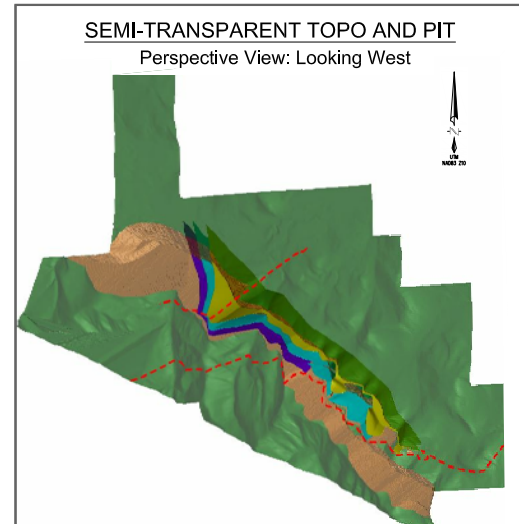 SEMI-TRANSPARENT TOPO AND PIT
Perspective View: Looking West
N
UTM
NAD83 Z10